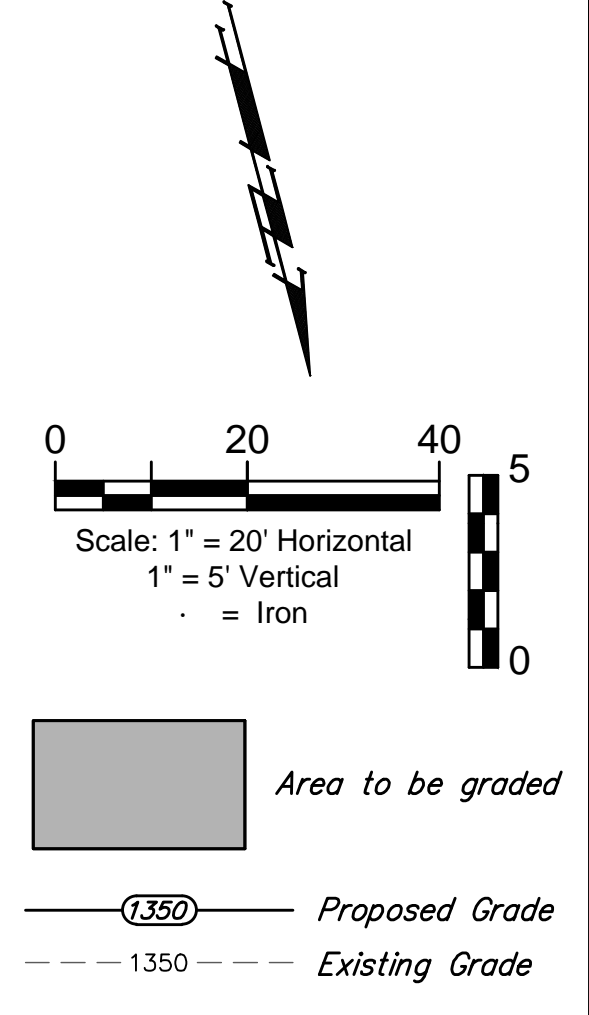 0 20 40
5
Scale: 1" = 20' Horizontal
1" = 5' Vertical
· = Iron
0
Area to be graded
1350 Proposed Grade
1350 Existing Grade